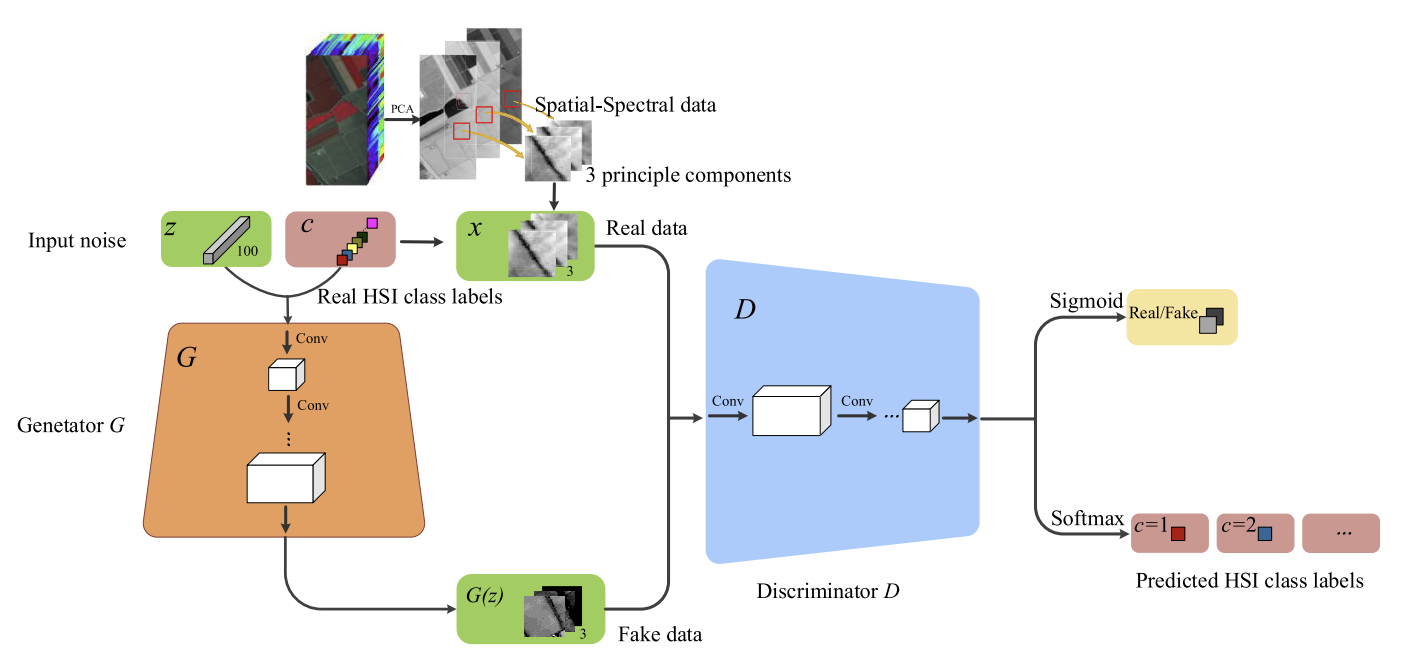 PCA
Spatial-Spectral data
3 principle components
Input noise
z
100
c
x
3
Real data
Real HSI class labels
G
Conv
Conv
...
Genetator G
G(z)
3
Fake data
D
Conv
Conv
...
Discriminator D
Sigmoid
Real/Fake
Softmax
c=1
c=2
...
Predicted HSI class labels